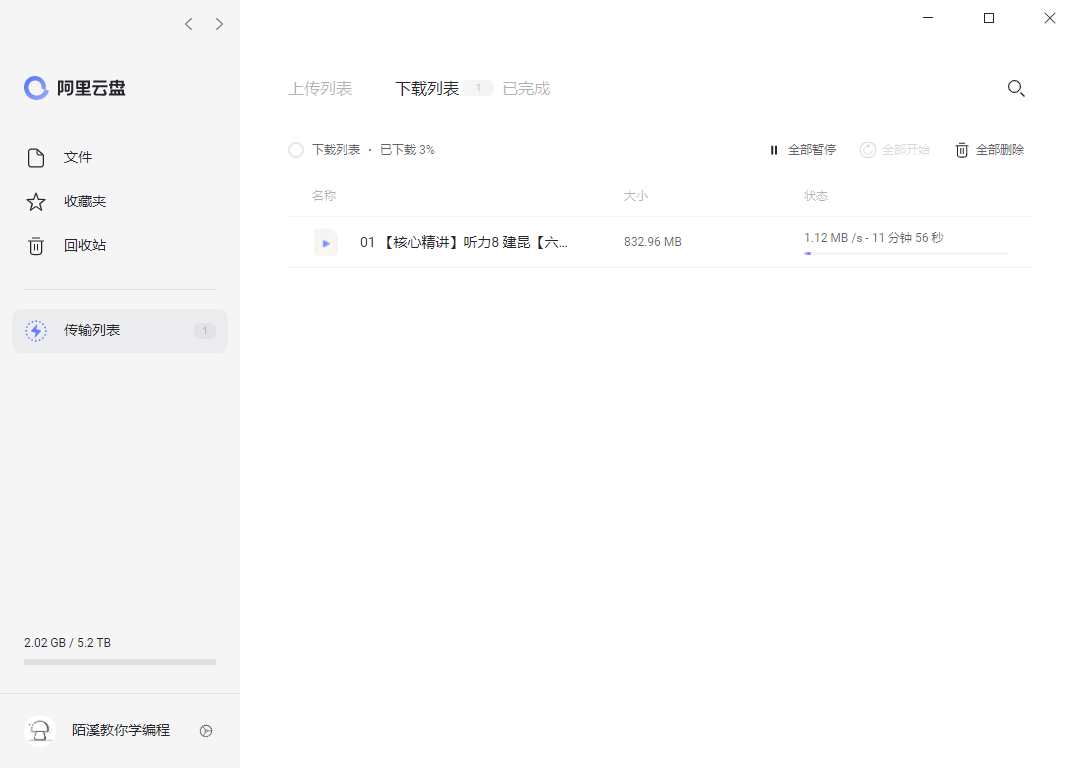 阿里云盘
文件
收藏夹
回收站
传输列表 1
2.02 GB / 5.2 TB
陌溪教你学编程
上传列表 下载列表 1 已完成
下载列表 · 已下载 3% 全部暂停 全部开始 全部删除
名称 大小 状态
01 【核心精讲】听力8 建昆【六... 832.96 MB 1.12 MB /s - 11 分钟 56 秒